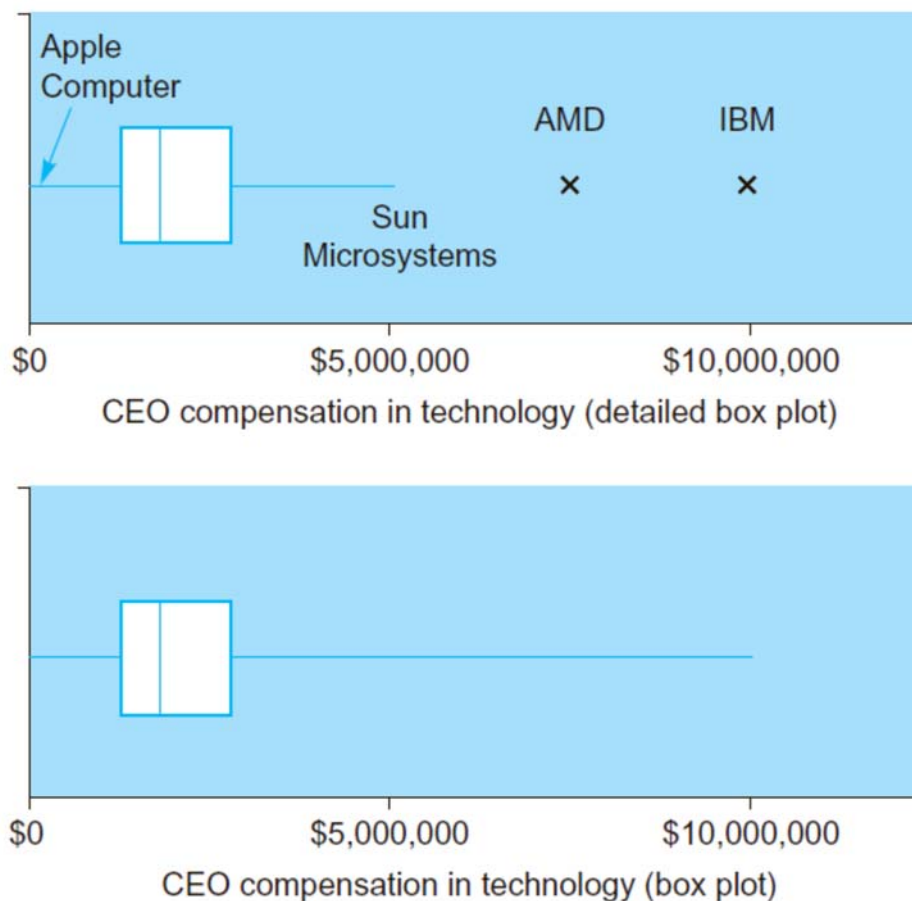 Apple
Computer
AMD IBM
Sun
Microsystems
$0 $5,000,000 $10,000,000
CEO compensation in technology (detailed box plot)
$0 $5,000,000 $10,000,000
CEO compensation in technology (box plot)